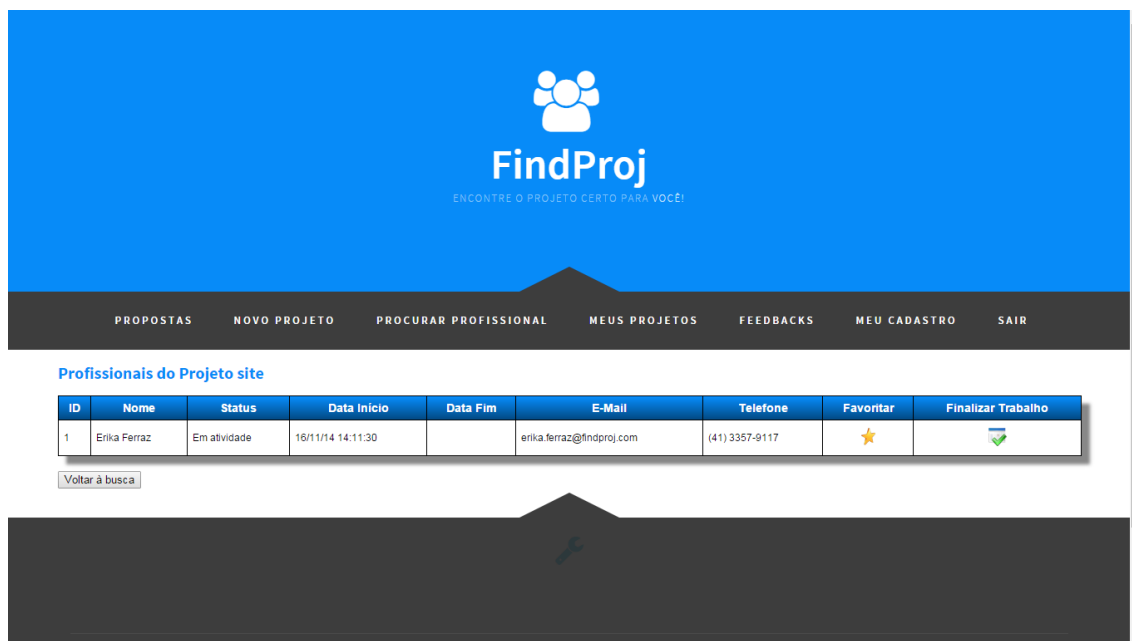 FindProj
ENCONTRE O PROJETO CERTO PARA VOCÊ!
PROPOSTAS NOVO PROJETO PROCURAR PROFISSIONAL MEUS PROJETOS FEEDBACKS MEU CADASTRO SAIR
Profissionais do Projeto site
ID Nome Status Data Início Data Fim E-Mail Telefone Favoritar Finalizar Trabalho
1 Erika Ferraz Em atividade 16/11/14 14:11:30 erika.ferraz@findproj.com (41) 3357-9117
Voltar á busca